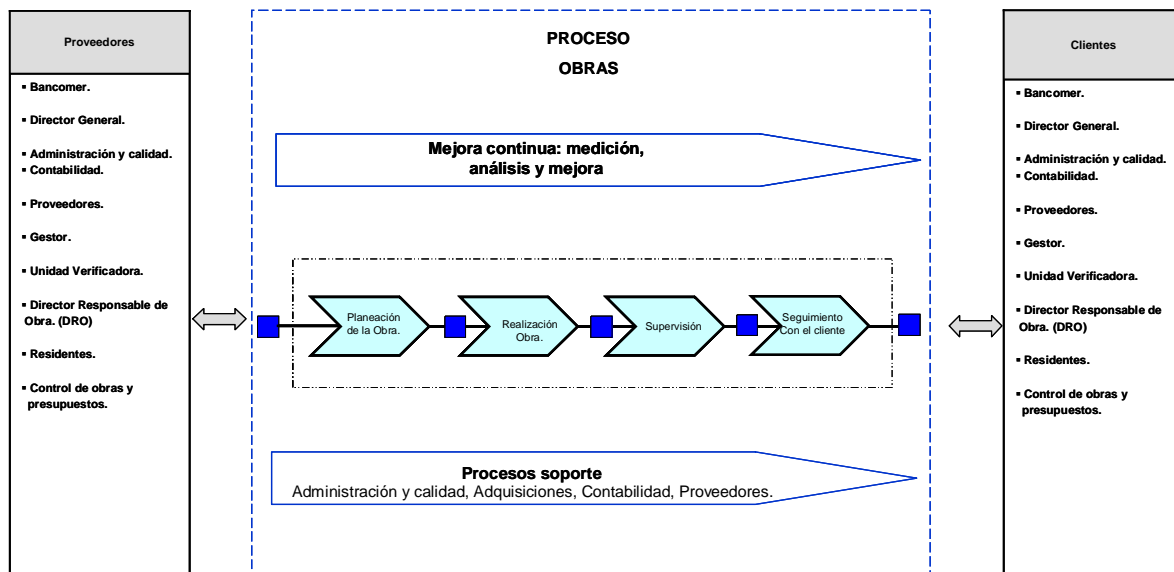 Proveedores
▪ Bancomer.
▪ Director General.
▪ Administración y calidad.
▪ Contabilidad.
▪ Proveedores.
▪ Gestor.
▪ Unidad Verificadora.
▪ Director Responsable de
Obra. (DRO)
▪ Residentes.
▪ Control de obras y
presupuestos.
PROCESO
OBRAS
Mejora continua: medición,
análisis y mejora
Planeación
de la Obra.
Realización
Obra.
Supervisión
Seguimiento
Con el cliente
Procesos soporte
Administración y calidad, Adquisiciones, Contabilidad, Proveedores.
Clientes
▪ Bancomer.
▪ Director General.
▪ Administración y calidad.
▪ Contabilidad.
▪ Proveedores.
▪ Gestor.
▪ Unidad Verificadora.
▪ Director Responsable de
Obra. (DRO)
▪ Residentes.
▪ Control de obras y
presupuestos.